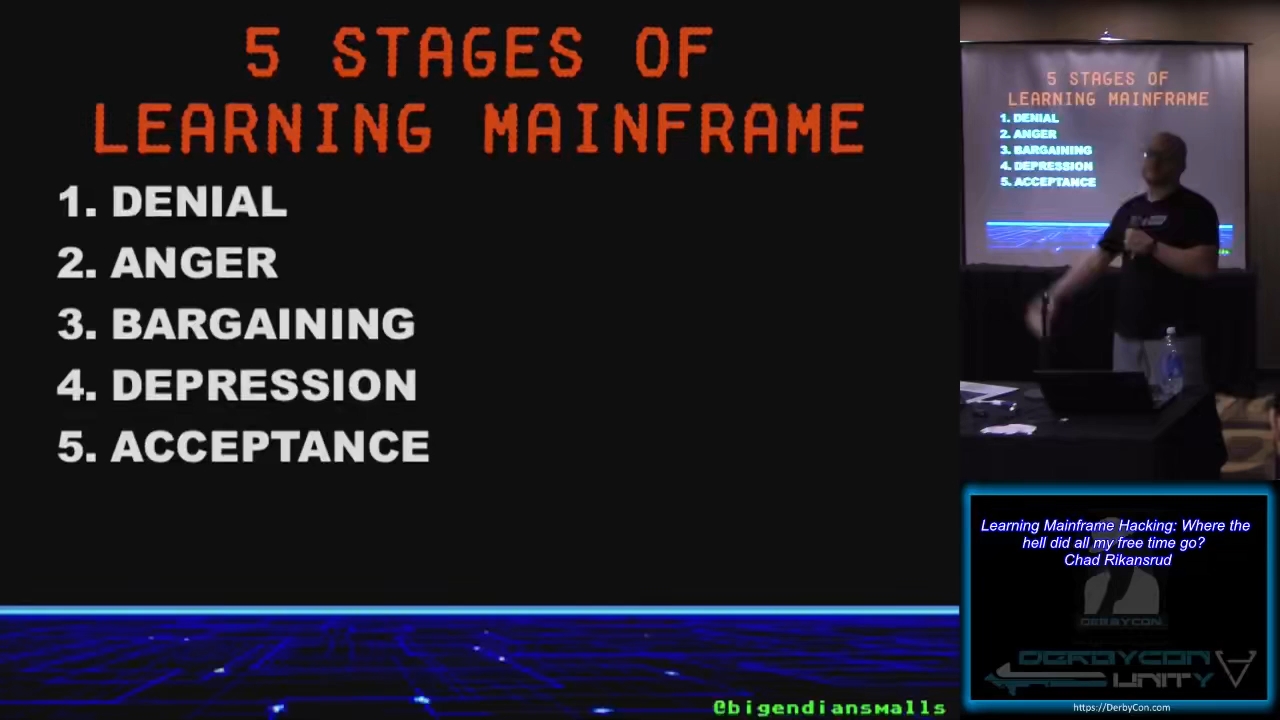 5 STAGES OF
LEARNING MAINFRAME
1. DENIAL
2. ANGER
3. BARGAINING
4. DEPRESSION
5. ACCEPTANCE
@bigendiansmalls
5 STAGES OF
LEARNING MAINFRAME
1. DENIAL
2. ANGER
3. BARGAINING
4. DEPRESSION
5. ACCEPTANCE
Learning Mainframe Hacking: Where the
hell did all my free time go?
Chad Rikansrud
DERBYCON
DERBYCON
UNITY
https://DerbyCon.com